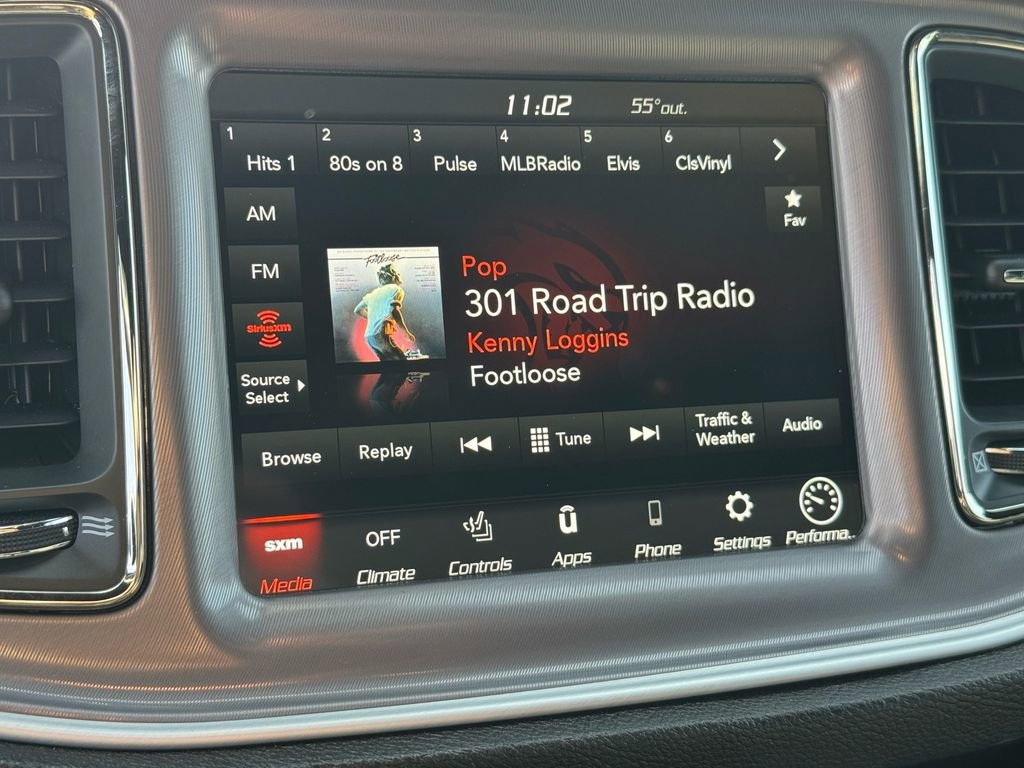 11:02 55°out.
1 2 3 4 5 6
Hits 1 80s on 8 Pulse MLBRadio Elvis ClsVinyl
AM
Fav
FM
Footloose
Pop
301 Road Trip Radio
SiriusXM
Kenny Loggins
Footloose
Source
Select
Browse Replay Tune Traffic &
Weather Audio
sxm OFF
Media Climate Controls Apps Phone Settings Performa..